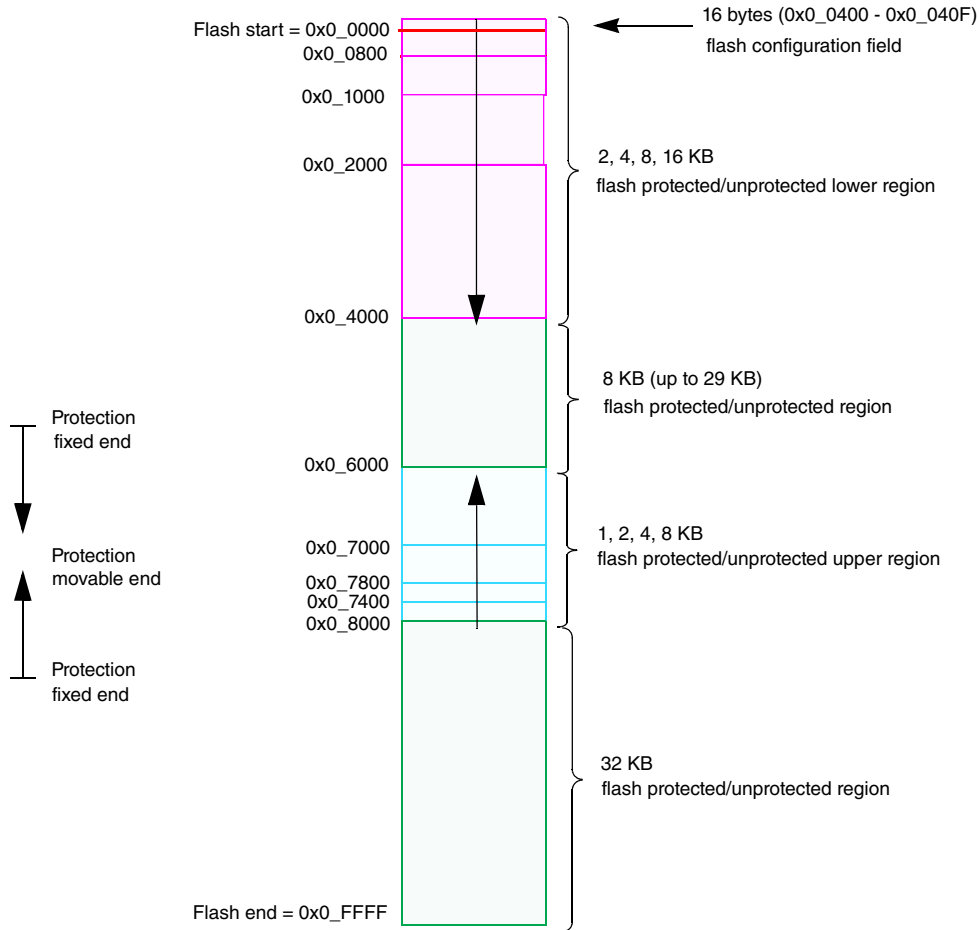 16 bytes (0x0_0400 - 0x0_040F)
flash configuration field
Flash start = 0x0_0000
0x0_0800
0x0_1000
0x0_2000
2, 4, 8, 16 KB
flash protected/unprotected lower region
0x0_4000
8 KB (up to 29 KB)
flash protected/unprotected region
Protection
fixed end
0x0_6000
Protection
movable end
1, 2, 4, 8 KB
flash protected/unprotected upper region
0x0_7000
0x0_7800
0x0_7400
0x0_8000
Protection
fixed end
32 KB
flash protected/unprotected region
Flash end = 0x0_FFFF